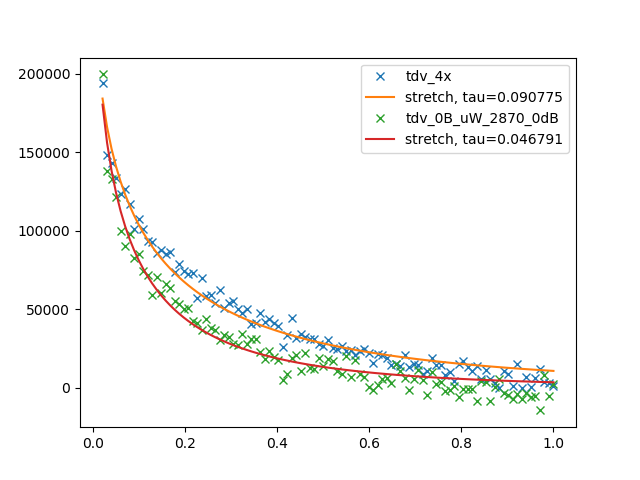 tdv_4x
stretch, tau=0.090775
tdv_0B_uW_2870_0dB
stretch, tau=0.046791
200000
150000
100000
50000
0
0.0 0.2 0.4 0.6 0.8 1.0